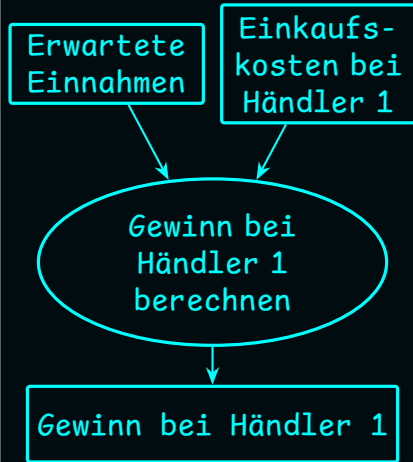 Erwartete
Einnahmen
Einkaufs-
kosten bei
Händler 1
Gewinn bei
Händler 1
berechnen
Gewinn bei Händler 1